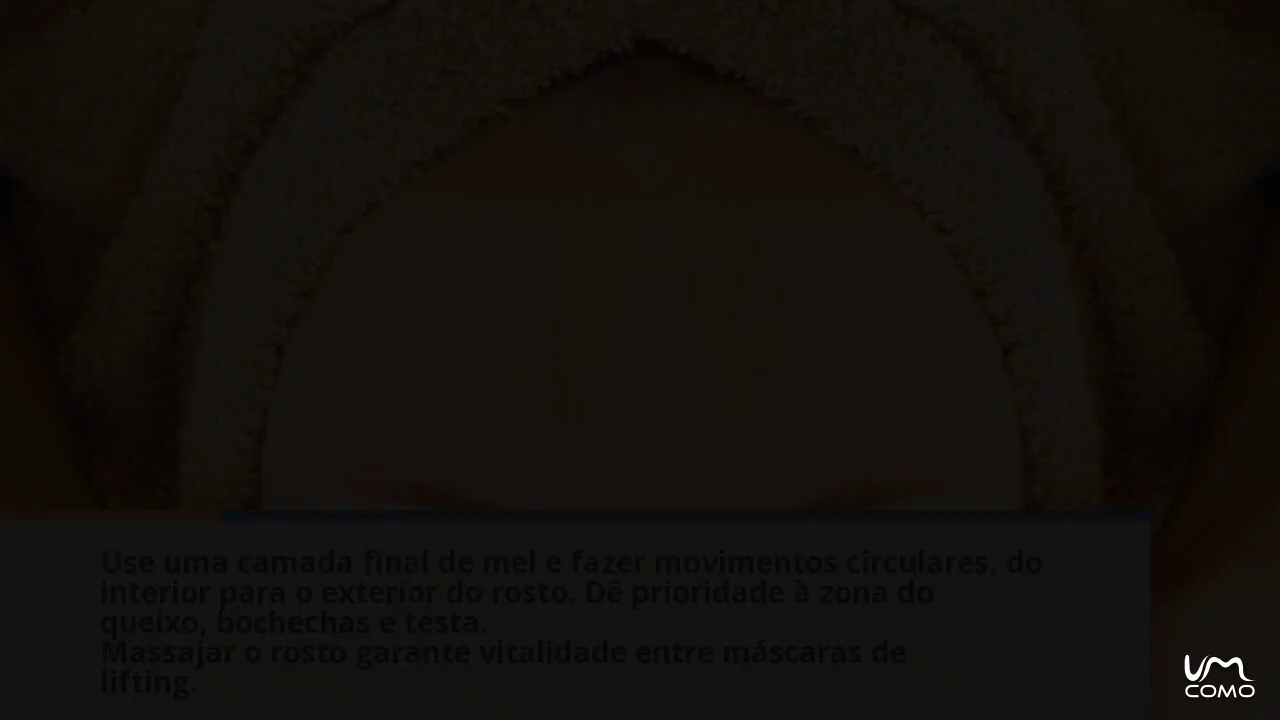 Use uma camada final de mel e fazer movimentos circulares, do
interior para o exterior do rosto. Dê prioridade à zona do
queixo, bochechas e testa.
Massajar o rosto garante vitalidade entre máscaras de
lifting.
UM
COMO